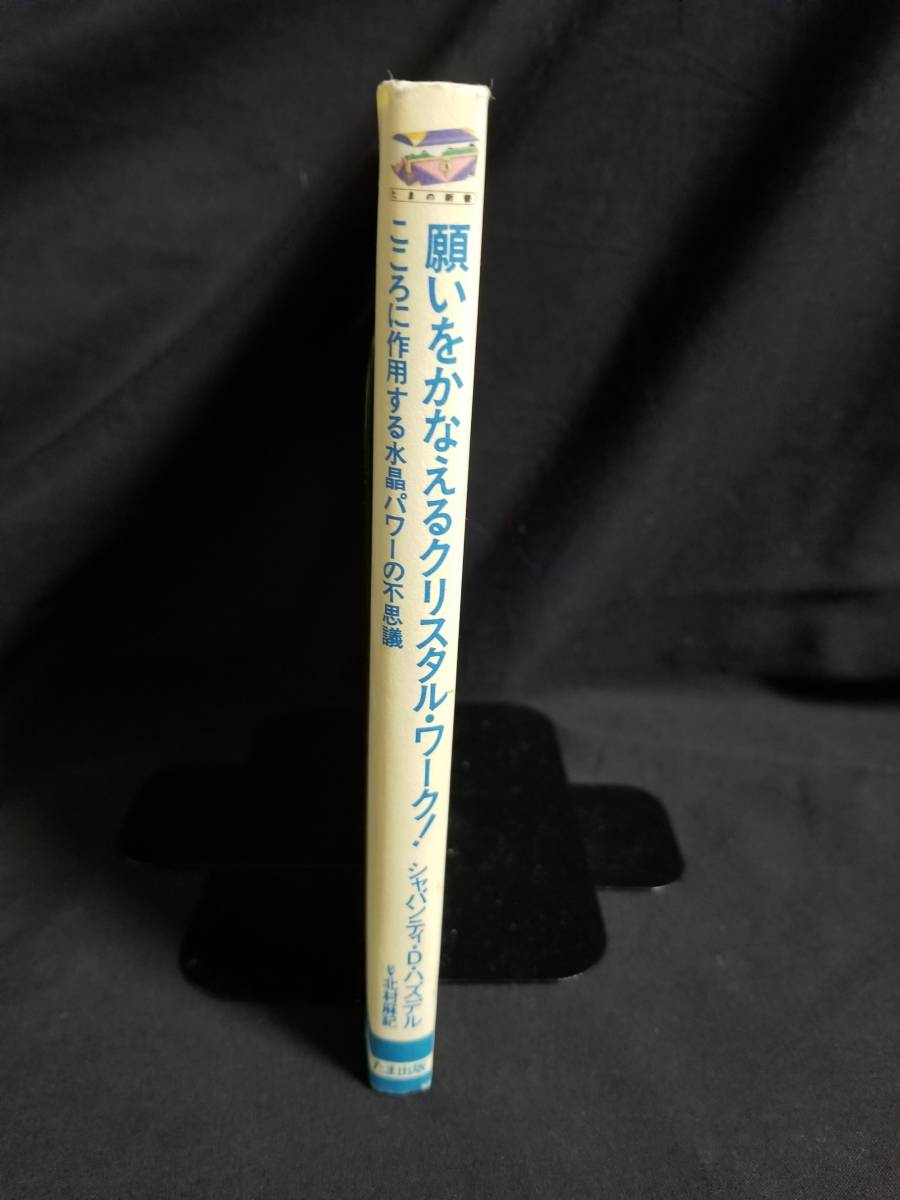 たまの新書
願いをかなえるクリスタル・ワーク!
こころに作用する水晶パワーの不思議
シャバンティ・D・ハズデル
北村麻紀
たま出版